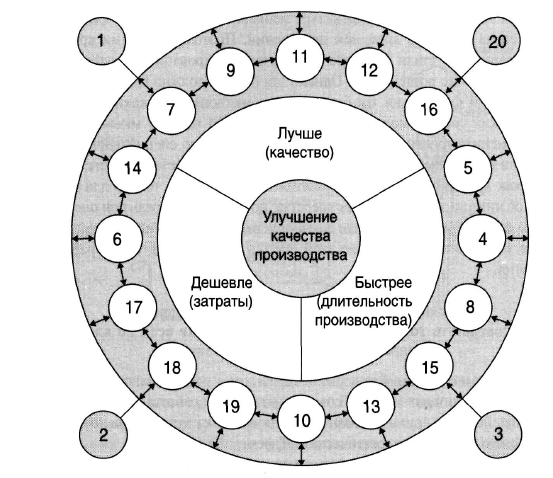 1
20
11
9
12
7
16
14
5
6
4
17
8
18
15
19
13
10
2
3
Лучше
(качество)
Улучшение
качества
производства
Дешевле
(затраты)
Быстрее
(длительность
производства)